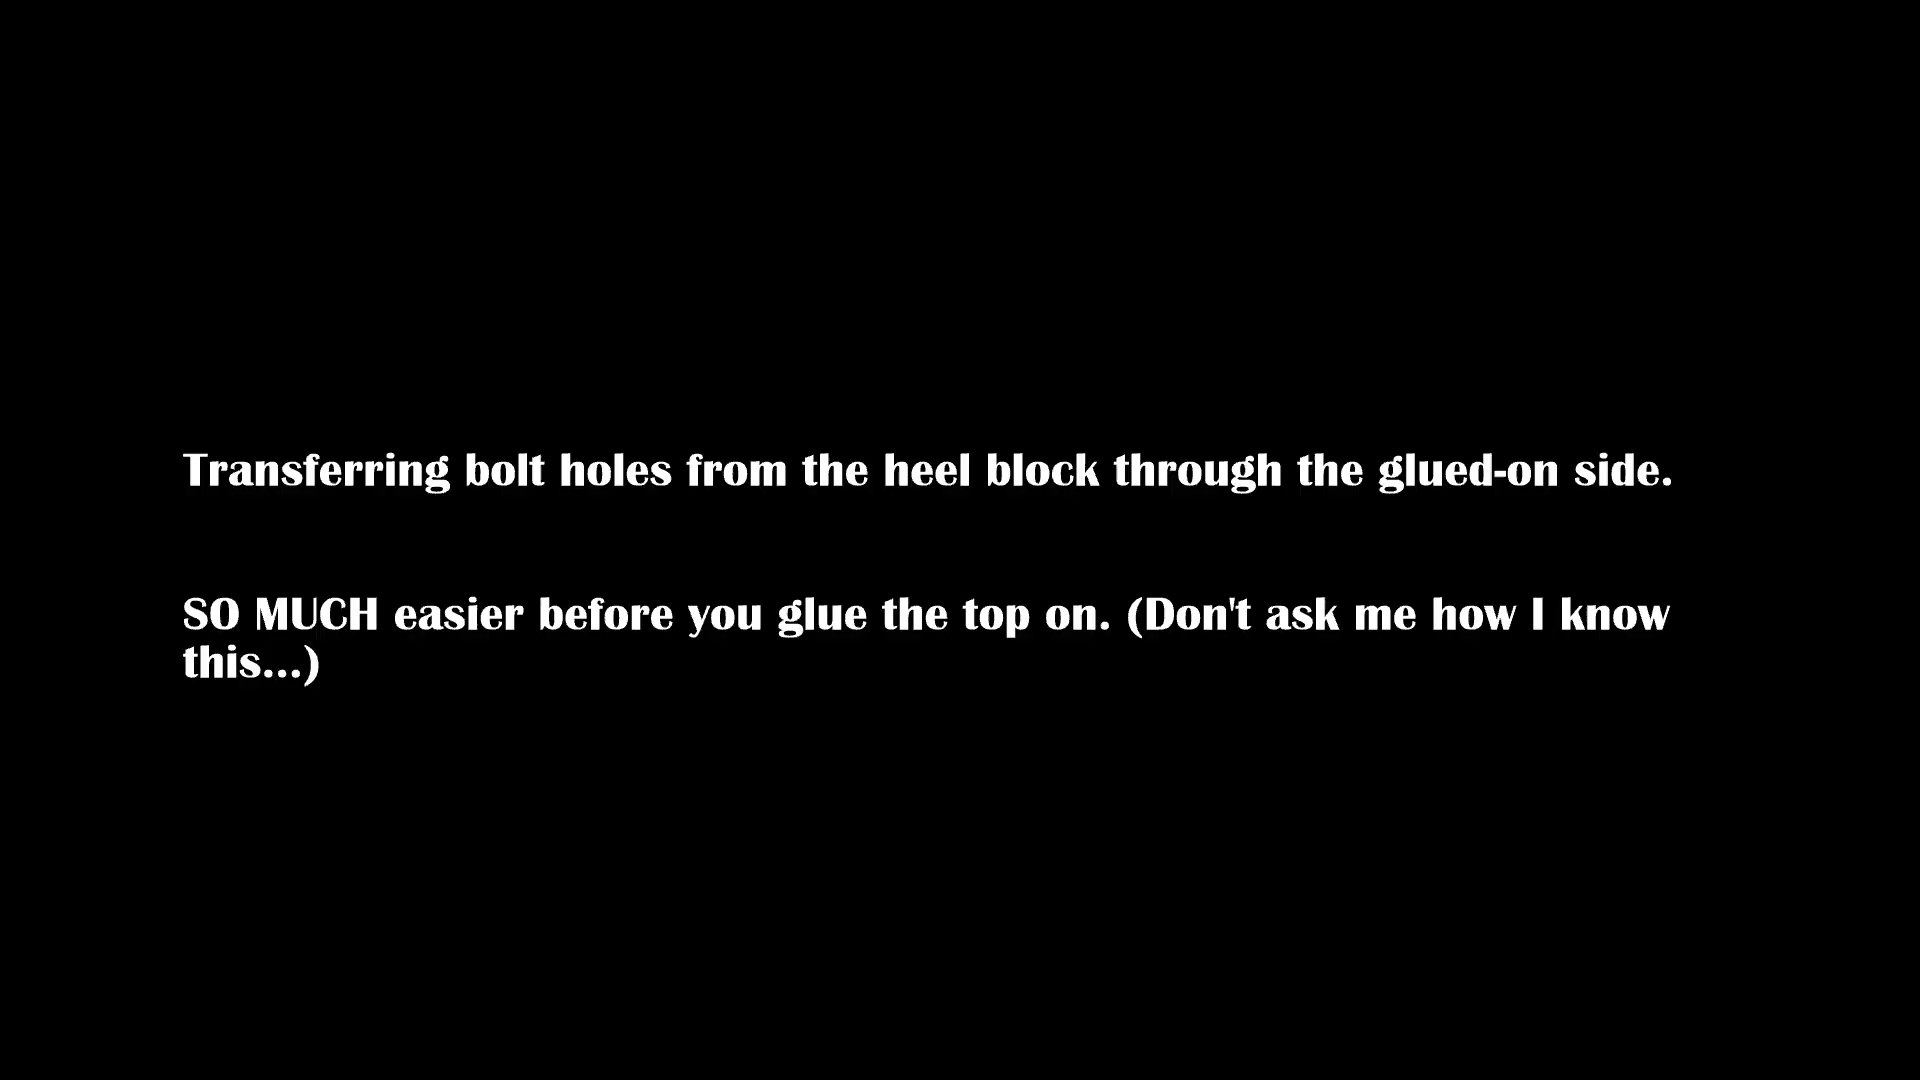 Transferring bolt holes from the heel block through the glued-on side.
SO MUCH easier before you glue the top on. (Don't ask me how I know
this...)